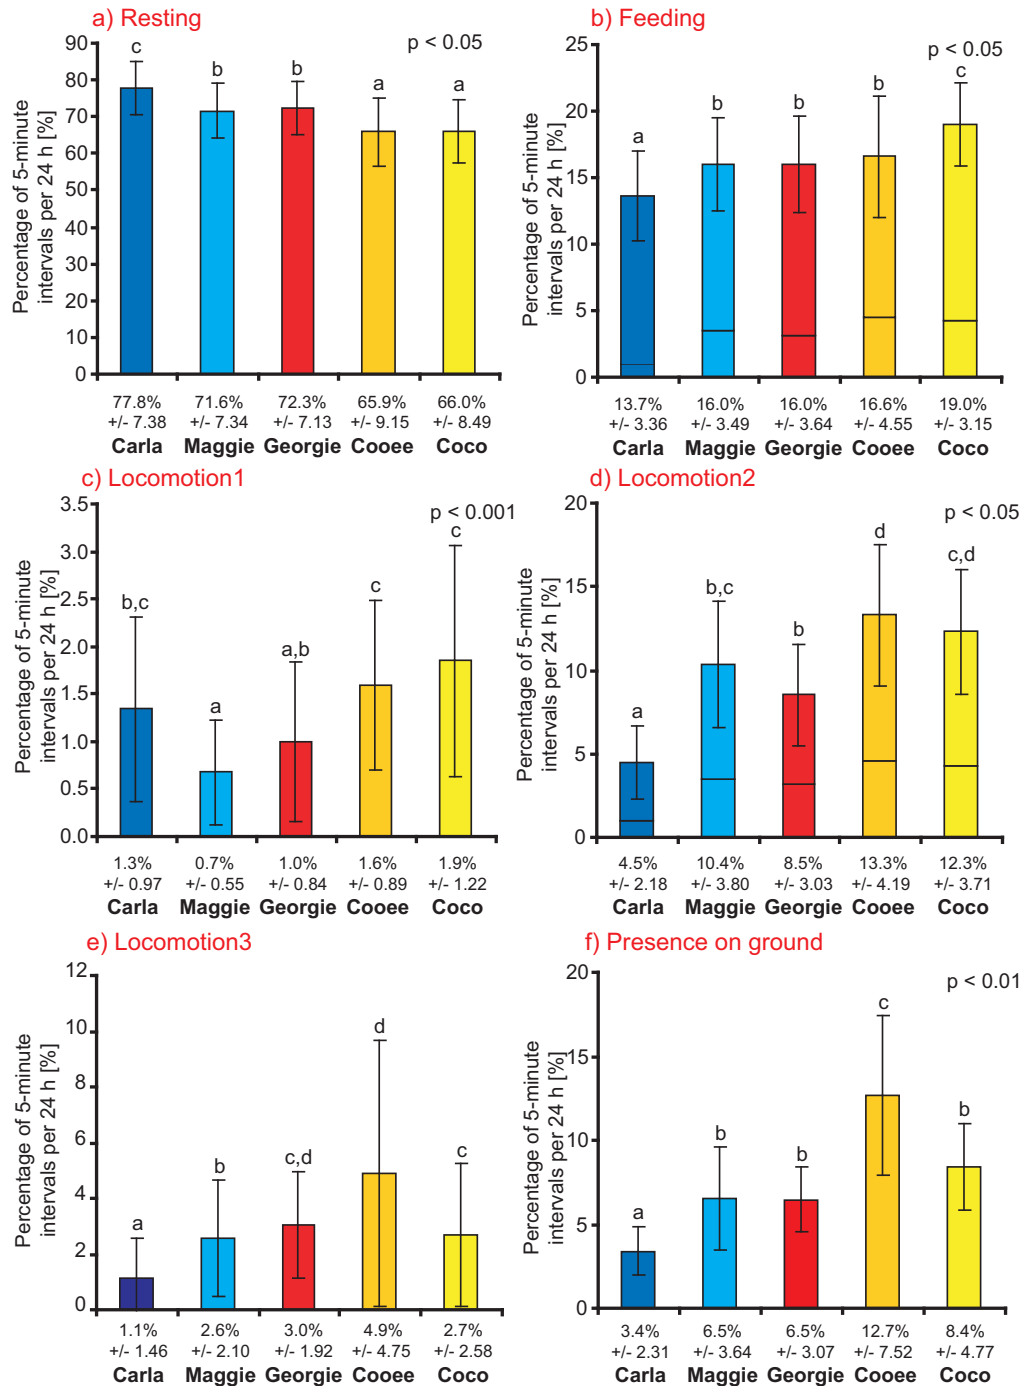 a) Resting
p < 0.05
Percentage of 5-minute
intervals per 24 h [%]
90
80
70
60
50
40
30
20
10
0
c
b
b
a
a
77.8%
+/- 7.38
Carla
71.6%
+/- 7.34
Maggie
72.3%
+/- 7.13
Georgie
65.9%
+/- 9.15
Cooee
66.0%
+/- 8.49
Coco
b) Feeding
p < 0.05
Percentage of 5-minute
intervals per 24 h [%]
25
20
15
10
5
0
a
b
b
b
c
13.7%
+/- 3.36
Carla
16.0%
+/- 3.49
Maggie
16.0%
+/- 3.64
Georgie
16.6%
+/- 4.55
Cooee
19.0%
+/- 3.15
Coco
c) Locomotion1
p < 0.001
Percentage of 5-minute
intervals per 24 h [%]
3.5
3.0
2.5
2.0
1.5
1.0
0.5
0.0
b,c
a
a,b
c
c
1.3%
+/- 0.97
Carla
0.7%
+/- 0.55
Maggie
1.0%
+/- 0.84
Georgie
1.6%
+/- 0.89
Cooee
1.9%
+/- 1.22
Coco
d) Locomotion2
p < 0.05
Percentage of 5-minute
intervals per 24 h [%]
20
15
10
5
0
a
b,c
b
d
c,d
4.5%
+/- 2.18
Carla
10.4%
+/- 3.80
Maggie
8.5%
+/- 3.03
Georgie
13.3%
+/- 4.19
Cooee
12.3%
+/- 3.71
Coco
e) Locomotion3
Percentage of 5-minute
intervals per 24 h [%]
12
10
8
6
4
2
0
a
b
c,d
d
c
1.1%
+/- 1.46
Carla
2.6%
+/- 2.10
Maggie
3.0%
+/- 1.92
Georgie
4.9%
+/- 4.75
Cooee
2.7%
+/- 2.58
Coco
f) Presence on ground
p < 0.01
Percentage of 5-minute
intervals per 24 h [%]
20
15
10
5
0
a
b
b
c
b
3.4%
+/- 2.31
Carla
6.5%
+/- 3.64
Maggie
6.5%
+/- 3.07
Georgie
12.7%
+/- 7.52
Cooee
8.4%
+/- 4.77
Coco